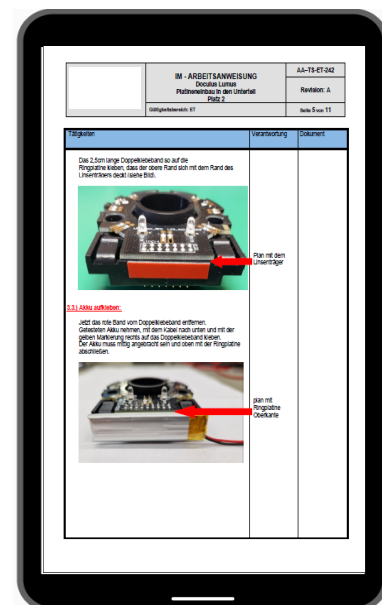 IM - ARBEITSANWEISUNG
Doculus Lumus
Platineneinbau in den Unterteil
Platz 2
Gültigkeitsbereich: ET
AA–TS-ET-242
Revision: A
Seite 5 von 11
Tätigkeiten
Verantwortung
Dokument
Das 2,5cm lange Doppelklebeband so auf die
Ringplatine kleben, dass der obere Rand sich mit dem Rand des
Linsenträgers deckt (siehe Bild).
Plan mit dem
Linsenträger
3.3.) Akku aufkleben:
Jetzt das rote Band vom Doppelklebeband entfernen.
Getesteten Akku nehmen, mit dem Kabel nach unten und mit der
gelben Markierung rechts auf das Doppelklebeband kleben.
Der Akku muss mittig angebracht sein und oben mit der Ringplatine
abschließen.
plan mit
Ringplatine
Oberkante